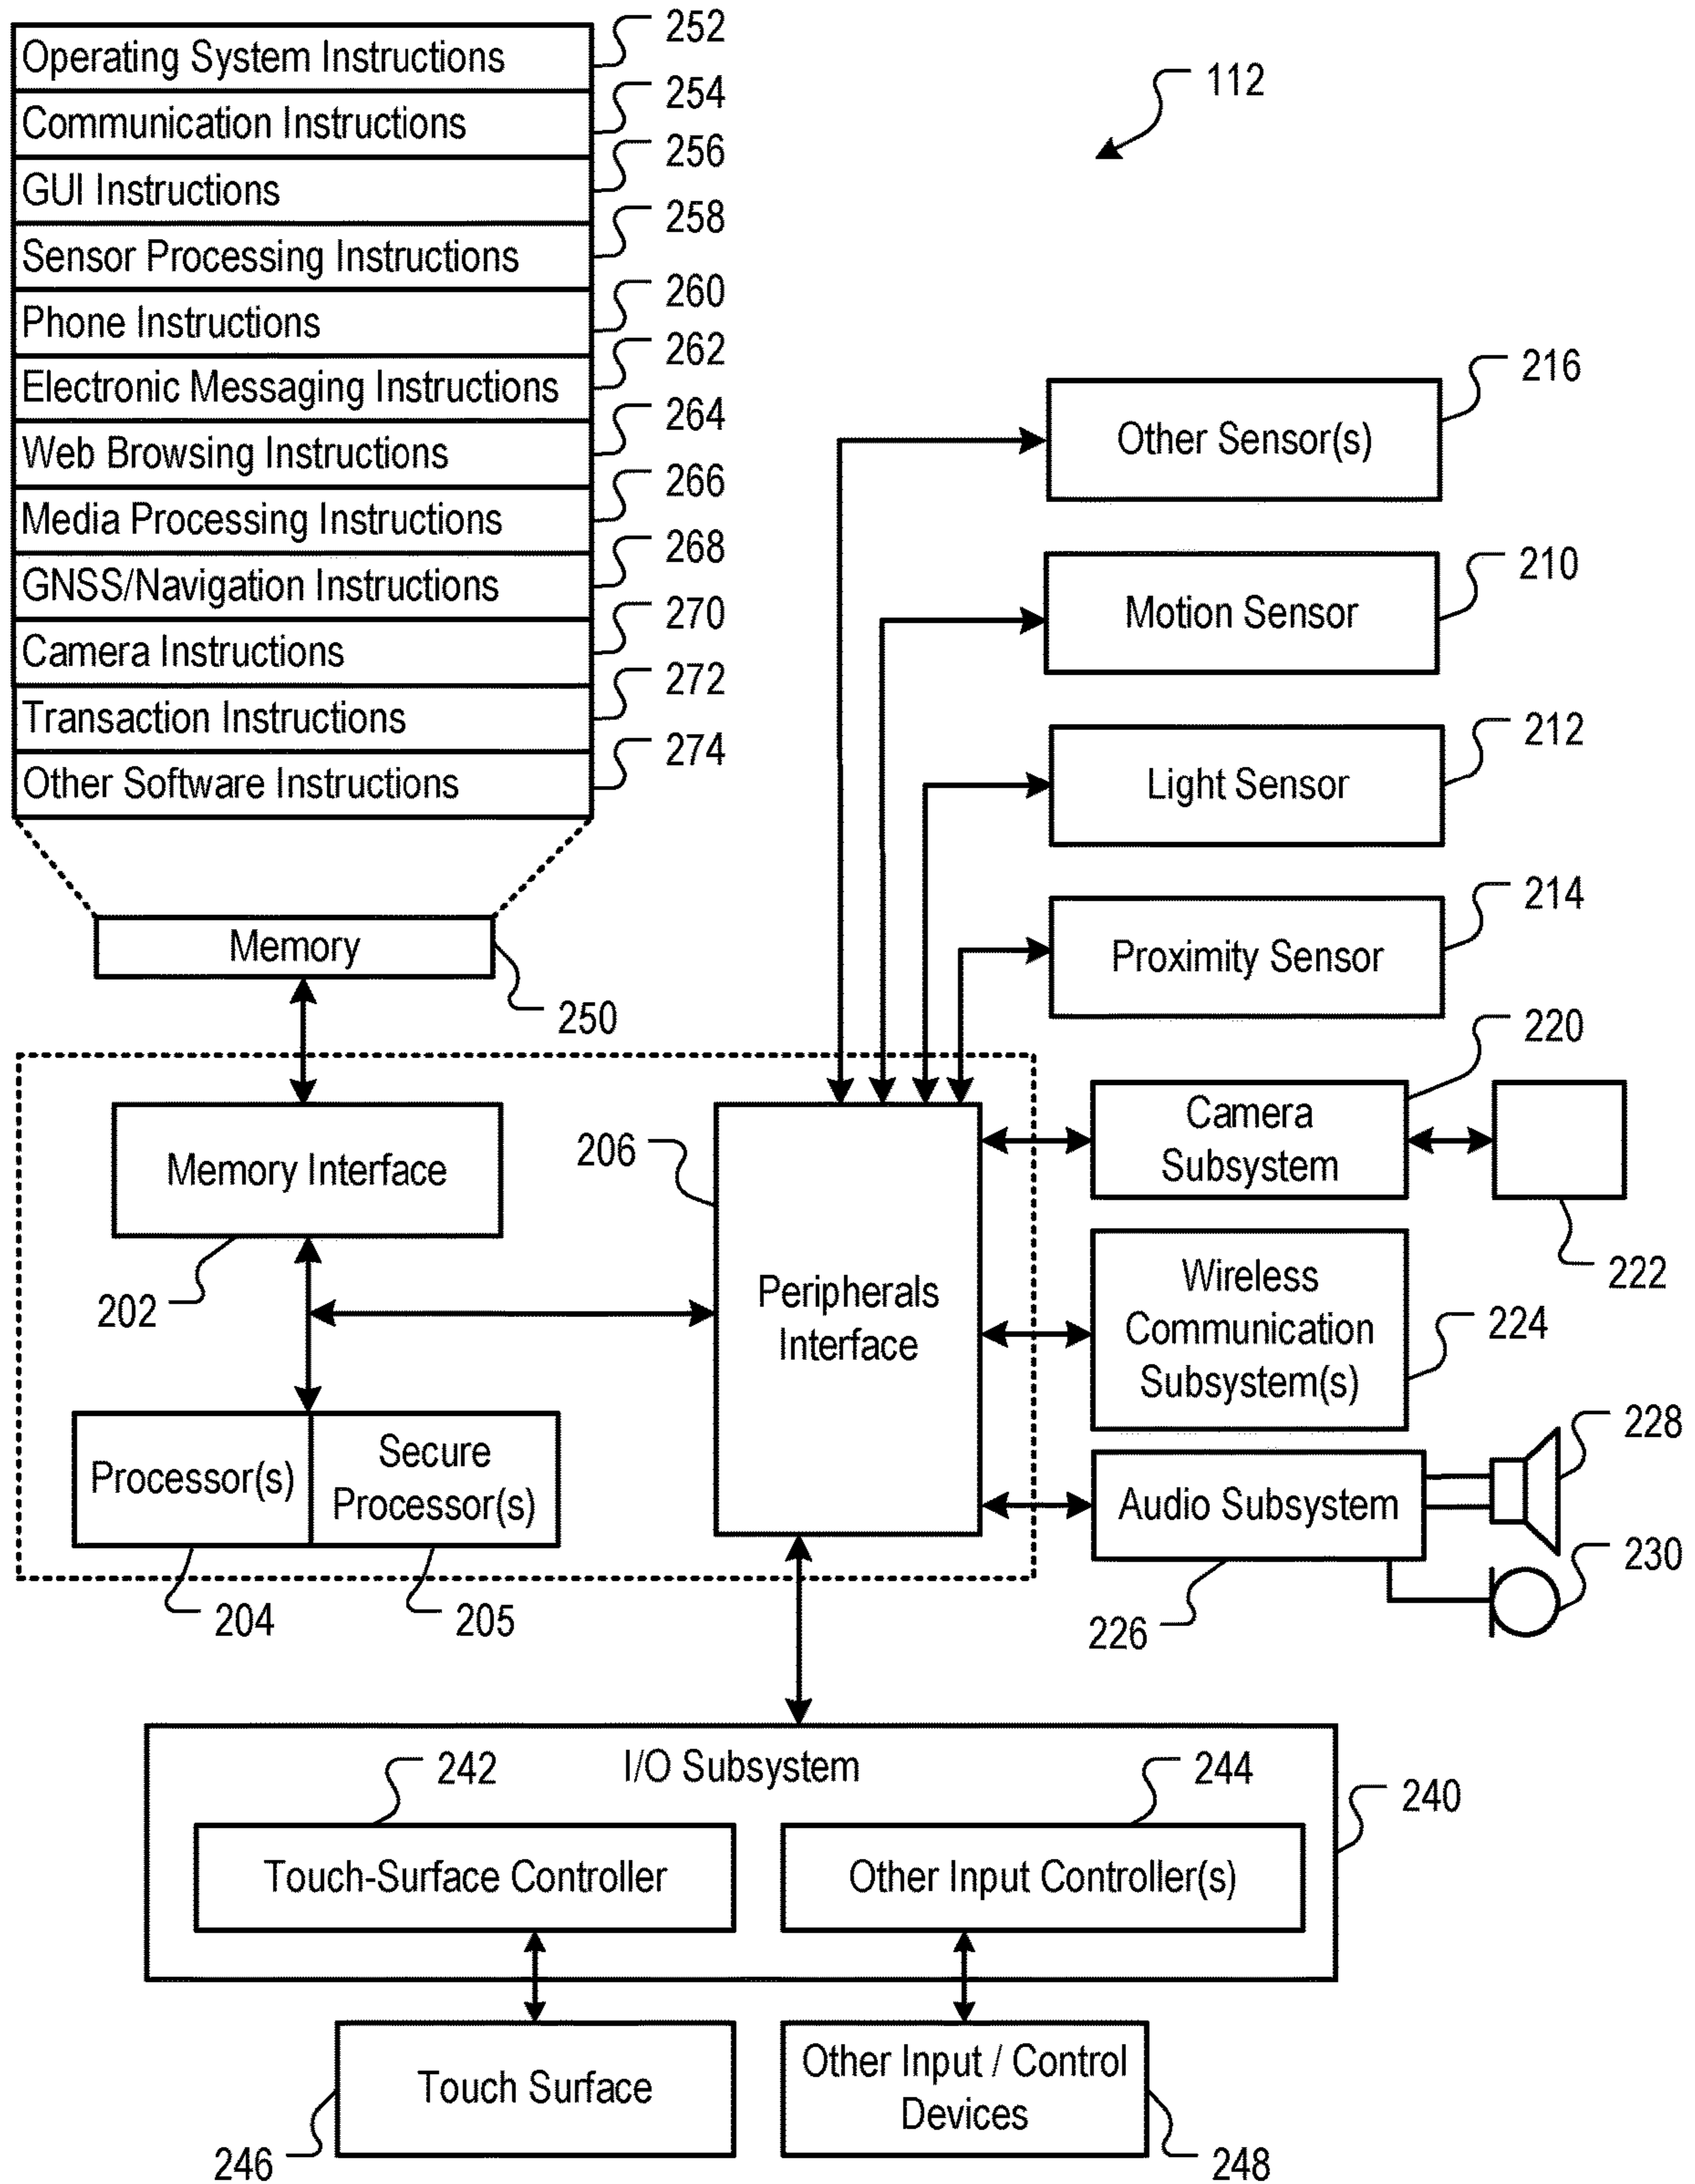 Operating System Instructions 252
Communication Instructions 254
GUI Instructions 256
Sensor Processing Instructions 258
Phone Instructions 260
Electronic Messaging Instructions 262
Web Browsing Instructions 264
Media Processing Instructions 266
GNSS/Navigation Instructions 268
Camera Instructions 270
Transaction Instructions 272
Other Software Instructions 274
Memory
250
112
Other Sensor(s)
216
Motion Sensor
210
Light Sensor
212
Proximity Sensor
214
Memory Interface
202
206
Peripherals
Interface
Camera
Subsystem
220
222
Wireless
Communication
Subsystem(s)
224
Processor(s)
204
Secure
Processor(s)
205
Audio Subsystem
226
228
230
I/O Subsystem
240
242
Touch-Surface Controller
244
Other Input Controller(s)
Touch Surface
246
Other Input / Control
Devices
248